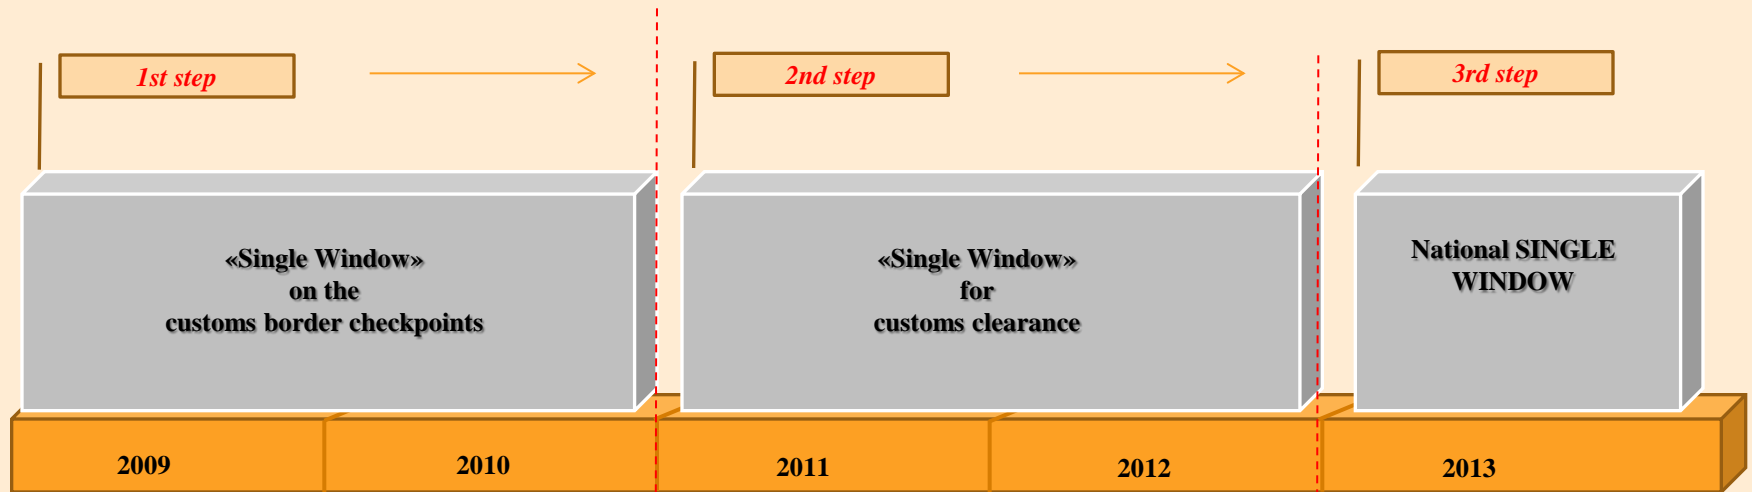 1st step
2nd step
3rd step
«Single Window»
on the
customs border checkpoints
«Single Window»
for
customs clearance
National SINGLE
WINDOW
2009
2010
2011
2012
2013